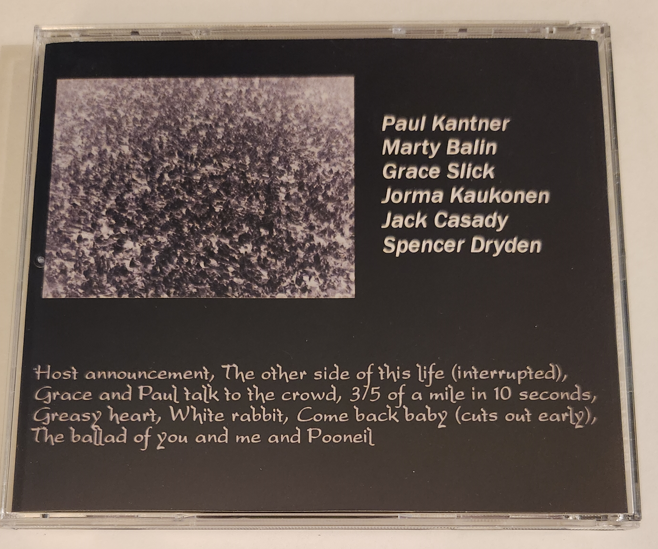 Paul Kantner
Marty Balin
Grace Slick
Jorma Kaukonen
Jack Casady
Spencer Dryden
Host announcement, The other side of this life (interrupted),
Grace and Paul talk to the crowd, 3/5 of a mile in 10 seconds,
Greasy heart, White rabbit, Come back baby (cuts out early),
The ballad of you and me and Pooneil